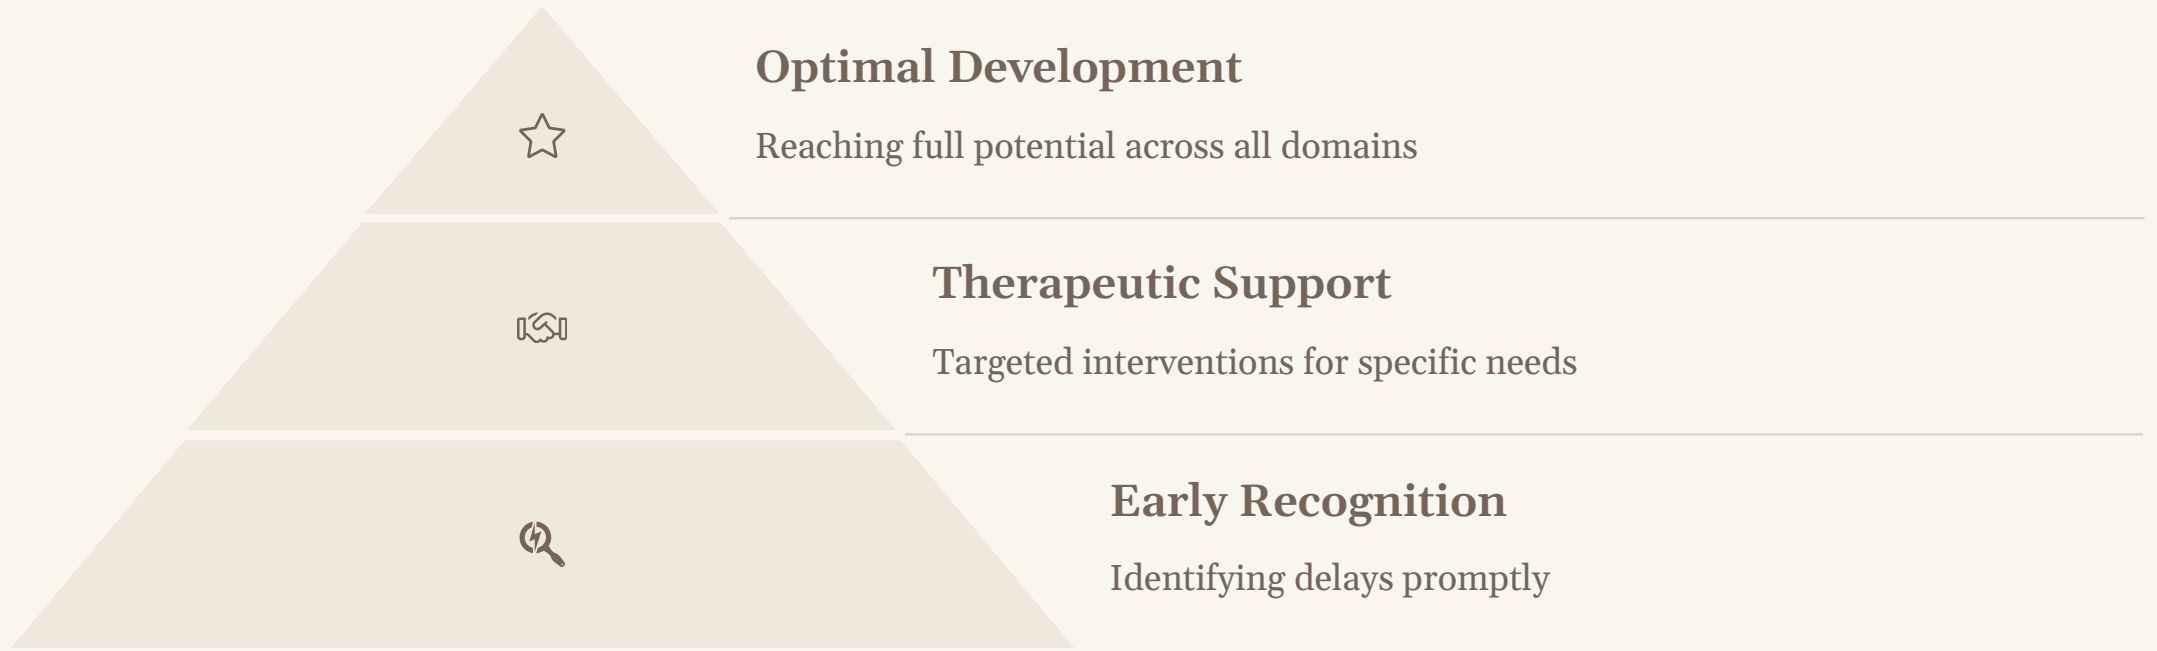 Optimal Development
Reaching full potential across all domains
Therapeutic Support
Targeted interventions for specific needs
Early Recognition
Identifying delays promptly